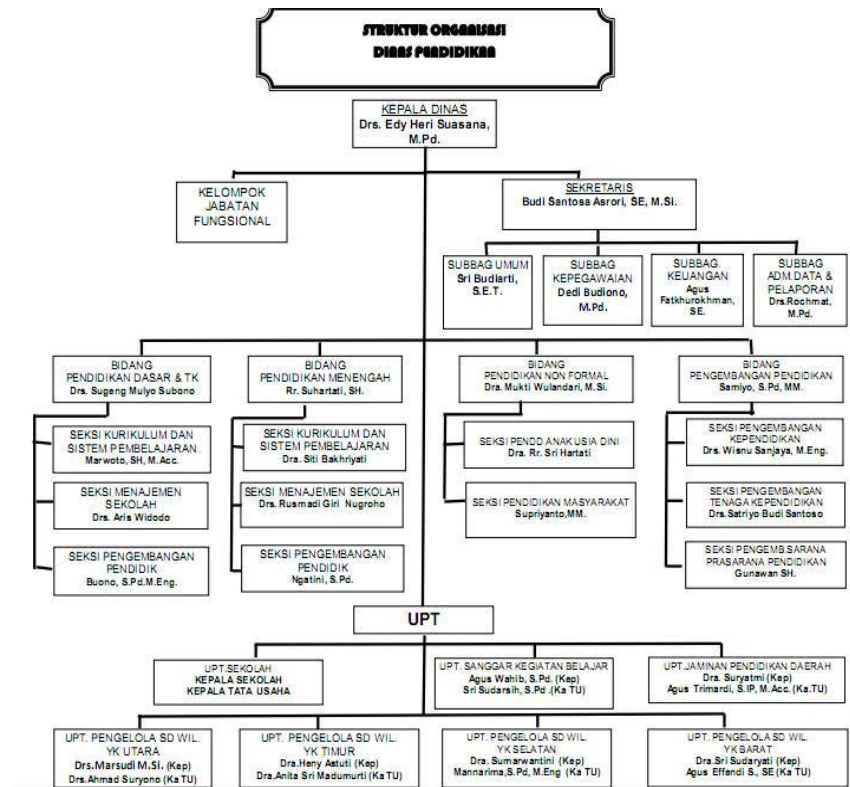 STRUKTUR ORGANISASI
DINAS PENDIDIKAN
KEPALA DINAS
Drs. Edy Heri Suasana,
M.Pd.
KELOMPOK
JABATAN
FUNGSIONAL
SEKRETARIS
Budi Santosa Asrori, SE, M.Si.
SUBBAG UMUM
Sri Budiarti,
S.E.T.
SUBBAG
KEPEGAWAIAN
Dedi Budiono,
M.Pd.
SUBBAG.
KEUANGAN
Agus
Fatkhurokhman,
SE.
SUBBAG
ADM.DATA &
PELAPORAN
Drs.Rochmat,
M.Pd.
BIDANG
PENDIDIKAN DASAR & TK
Drs. Sugeng Mulyo Subono
BIDANG
PENDIDIKAN MENENGAH
Rr. Suhartati, SH.
BIDANG
PENDIDIKAN NON FORMAL
Dra. Mukti Wulandari, M.Si.
BIDANG
PENGEMBANGAN PENDIDIKAN
Samiyo, S.Pd, MM.
SEKSI KURIKULUM DAN
SISTEM PEMBELAJARAN
Marwoto, SH, M.Acc.
SEKSI MENAJEMEN
SEKOLAH
Drs. Aris Widodo
SEKSI PENGEMBANGAN
PENDIDIK
Buono, S.Pd.M.Eng.
SEKSI KURIKULUM DAN
SISTEM PEMBELAJARAN
Dra. Siti Bakhriyati
SEKSI MENAJEMEN SEKOLAH
Drs. Rusmadi Giri Nugroho
SEKSI PENGEMBANGAN
PENDIDIK
Ngatini, S.Pd.
SEKSI PENDD ANAK USIA DINI
Dra. Rr. Sri Hartati
SEKSI PENDIDIKAN MASYARAKAT
Supriyanto,MM.
SEKSI PENGEMBANGAN
KEPENDIDIKAN
Drs. Wisnu Sanjaya, M.Eng.
SEKSI PENGEMBANGAN
TENAGA KEPENDIDIKAN
Drs.Satriyo Budi Santoso
SEKSI PENGEMB.SARANA
PRASARANA PENDIDIKAN
Gunawan SH.
UPT
UPT.SEKOLAH
KEPALA SEKOLAH
KEPALA TATA USAHA
UPT. SANGGAR KEGIATAN BELAJAR
Agus Wahib, S.Pd. (Kep)
Sri Sudarsih, S.Pd .(Ka TU)
UPT.JAMINAN PENDIDIKAN DAERAH
Dra. Suryatmi (Kep)
Agus Trimardi, S.IP, M.Acc. (Ka.TU)
UPT. PENGELOLA SD WIL.
YK UTARA
Drs.Marsudi M.Si. (Kep)
Drs.Ahmad Suryono (Ka TU)
UPT. PENGELOLA SD WIL.
YK TIMUR
Dra.Heny Astuti (Kep)
Dra.Anita Sri Madumurti (Ka TU)
UPT. PENGELOLA SD WIL.
YK SELATAN
Dra. Sumarwantini (Kep)
Mannarima,S.Pd, M.Eng (Ka TU)
UPT. PENGELOLA SD WIL.
YK BARAT
Dra.Sri Sudaryati (Kep)
Agus Effendi S., SE (Ka TU)